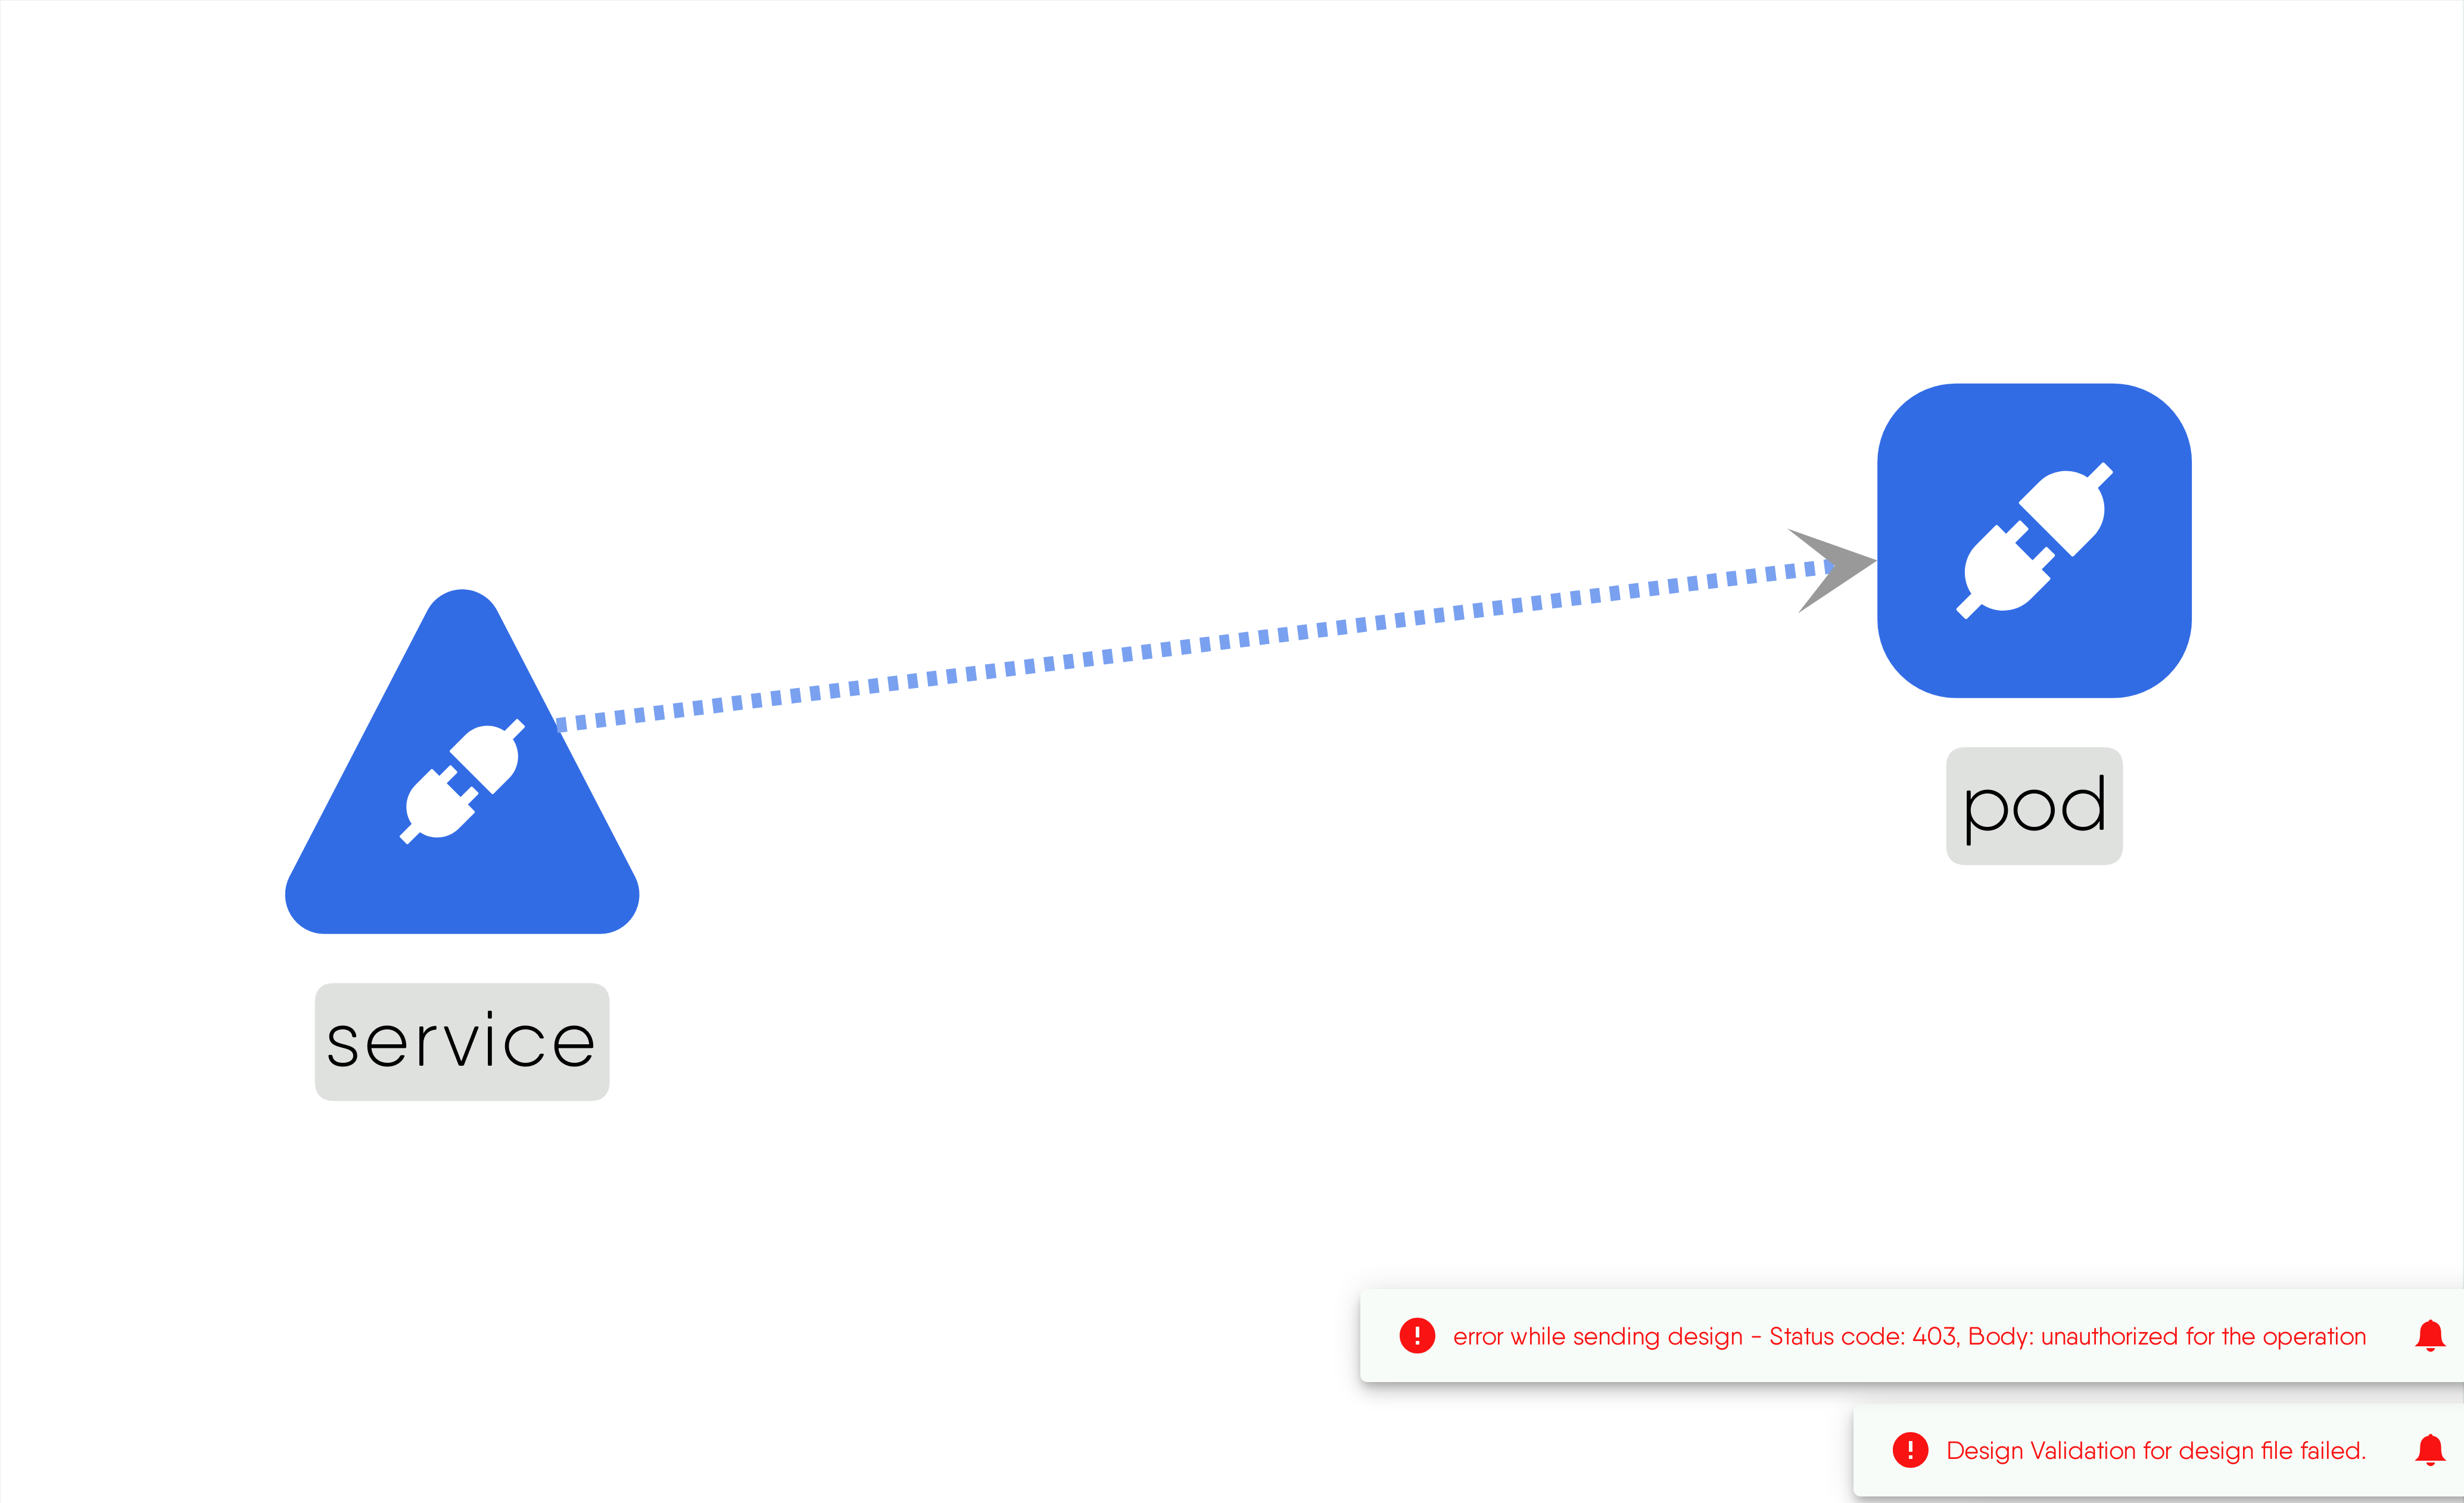 pod
service
error while sending design - Status code: 403, Body: unauthorized for the operation
Design Validation for design file failed.